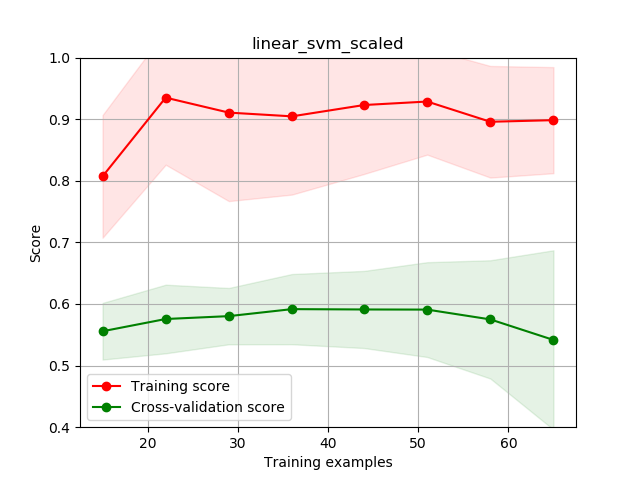 linear_svm_scaled
1.0
0.9
0.8
0.7
0.6
0.5
0.4
Score
Training score
Cross-validation score
20 30 40 50 60
Training examples